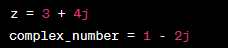 z = 3 + 4j
complex_number = 1 - 2j